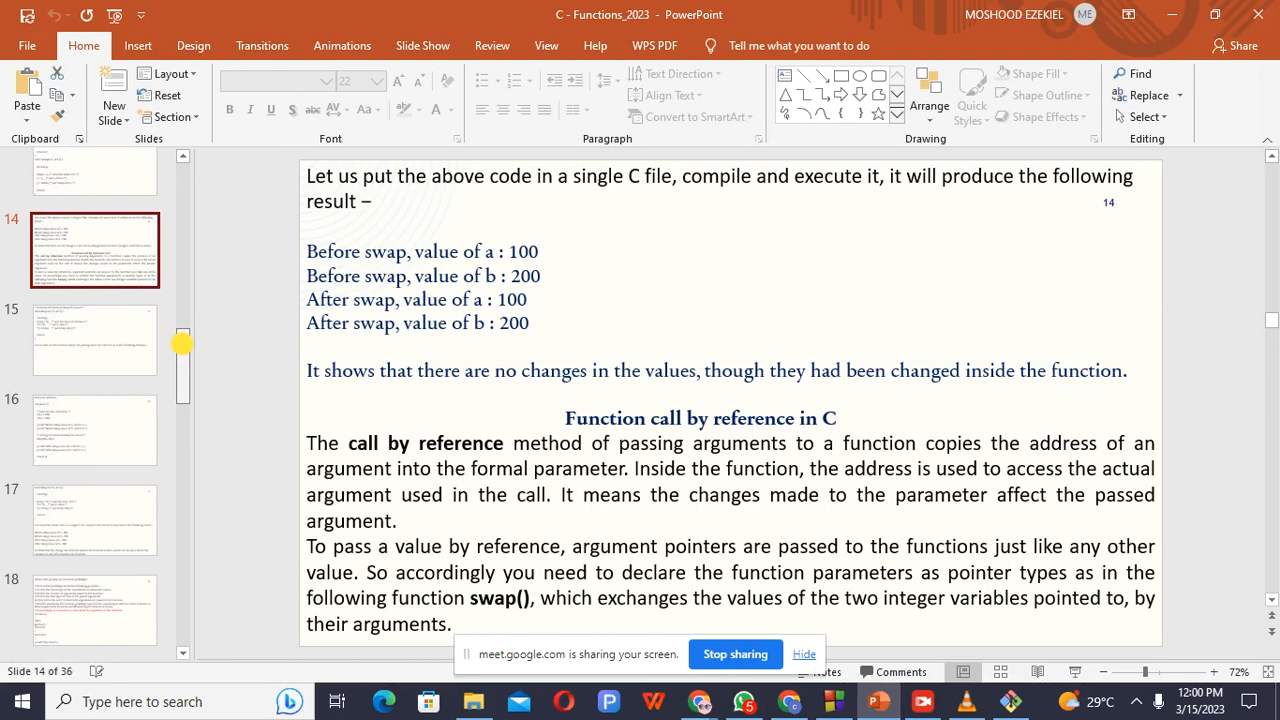 C - Functions_2023 - PowerPoint
MOSHOOD EZEKIEL ME
File Home Insert Design Transitions Animations Slide Show Review View Help WPS PDF Tell me what you want to do Share
Paste
New
Slide
Layout
Reset
Section
22
Text Direction
Align Text
Convert to SmartArt
Arrange
Quick
Styles
Shape Fill
Shape Outline
Shape Effects
Find
Replace
Select
Clipboard Slides Font Paragraph Drawing Editing
14
15
16
17
18
Let us put the above code in a single C file, compile and execute it, it will produce the following
result −
14
Before swap, value of a : 100
Before swap, value of b : 200
After swap, value of a : 100
After swap, value of b : 200
It shows that there are no changes in the values, though they had been changed inside the function.
Function call by reference in C
The call by reference method of passing arguments to a function copies the address of an
argument into the formal parameter. Inside the function, the address is used to access the actual
argument used in the call. It means the changes made to the parameter affect the passed
argument.
To pass a value by reference, argument pointers are passed to the functions just like any other
value. So accordingly you need to declare the function parameters as pointer types as in the
following function swap(), which exchanges the values of the two integer variables pointed to, by
their arguments.
meet.google.com is sharing your screen. Stop sharing Hide
Slide 14 of 36 Notes Comments 72%
Type here to search
5
29°C
12:00 PM
3/15/2023